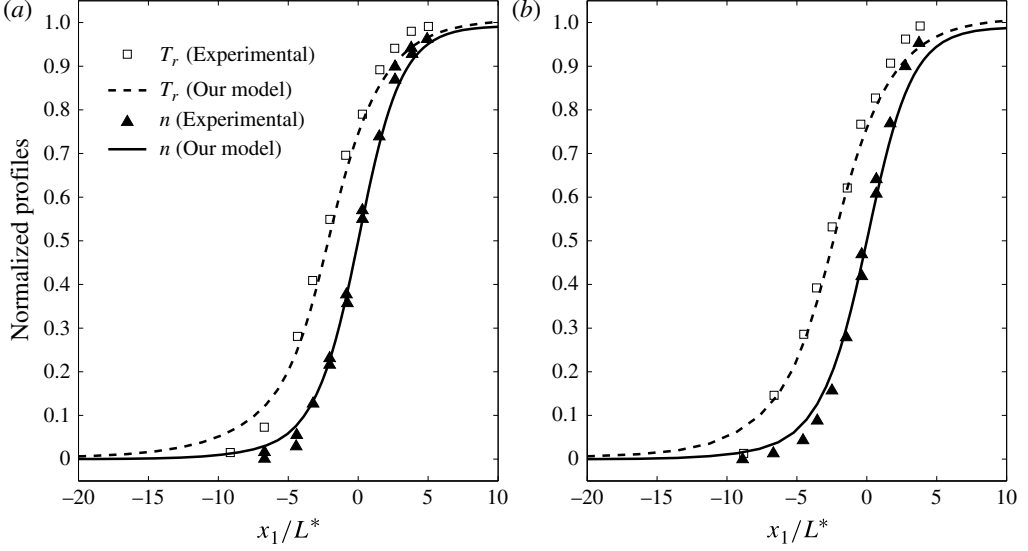 (a)
1.0
0.9
0.8
0.7
0.6
0.5
0.4
0.3
0.2
0.1
0
Normalized profiles
T_r (Experimental)
T_r (Our model)
n (Experimental)
n (Our model)
–20 –15 –10 –5 0 5 10
x_1/L*
(b)
1.0
0.9
0.8
0.7
0.6
0.5
0.4
0.3
0.2
0.1
0
–20 –15 –10 –5 0 5 10
x_1/L*